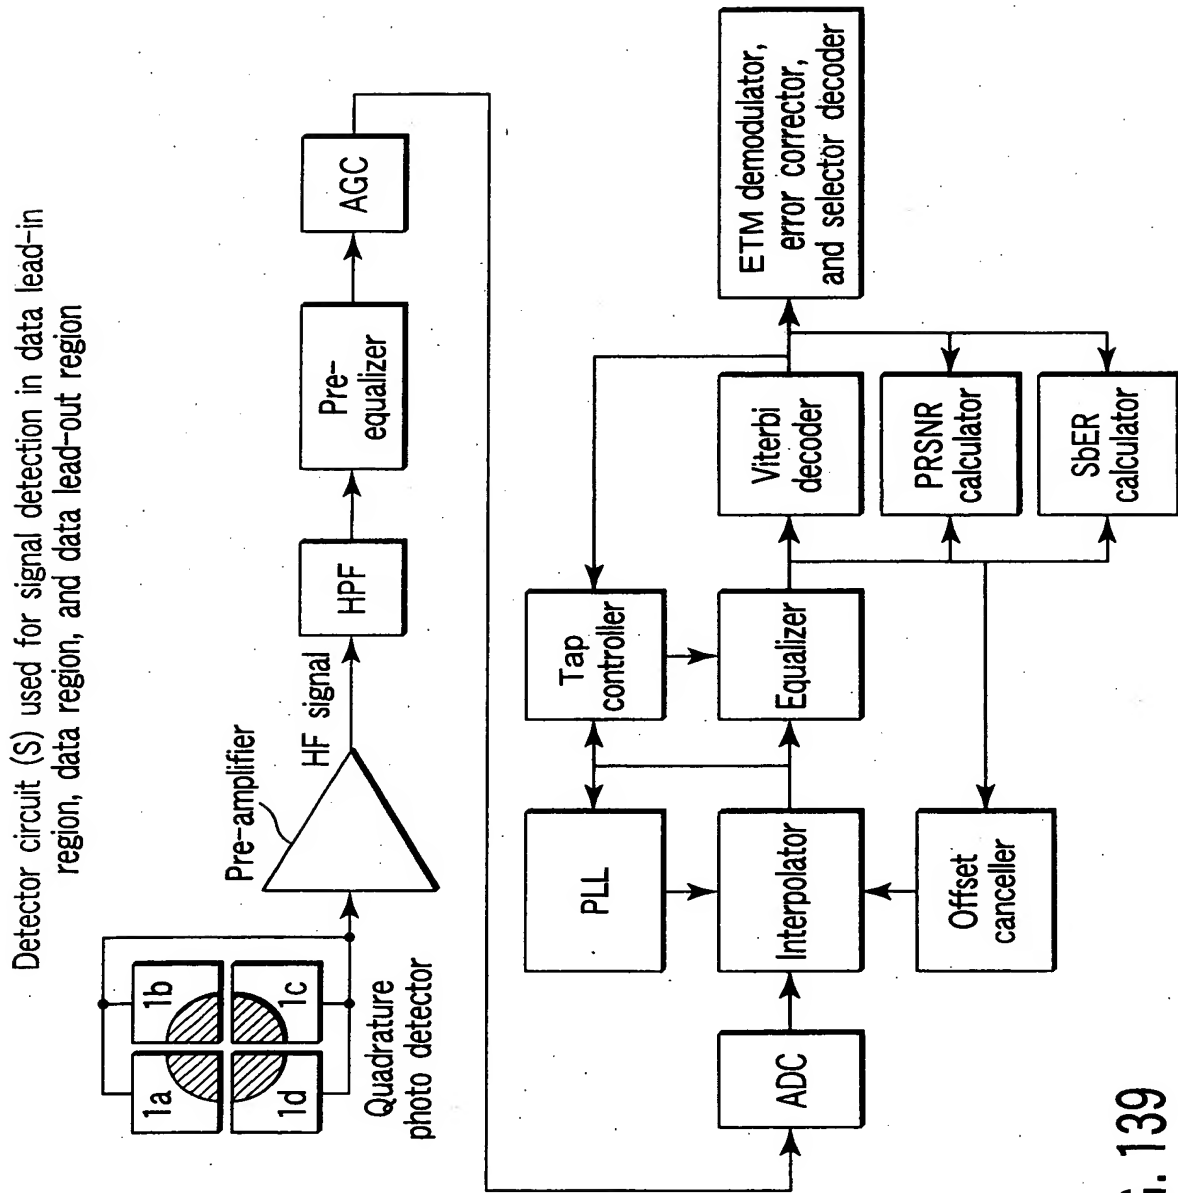 Detector circuit (S) used for signal detection in data lead-in
region, data region, and data lead-out region
1a
1b
1d
1c
Quadrature
photo detector
Pre-amplifier
HF signal
HPF
Pre-
equalizer
AGC
ADC
PLL
Interpolator
Offset
canceller
Tap
controller
Equalizer
Viterbi
decoder
PRSNR
calculator
SbER
calculator
ETM demodulator,
error corrector,
and selector decoder
139